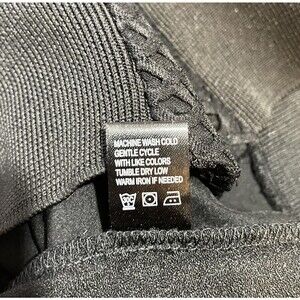 MACHINE WASH COLD
GENTLE CYCLE
WITH LIKE COLORS
TUMBLE DRY LOW
WARM IRON IF NEEDED